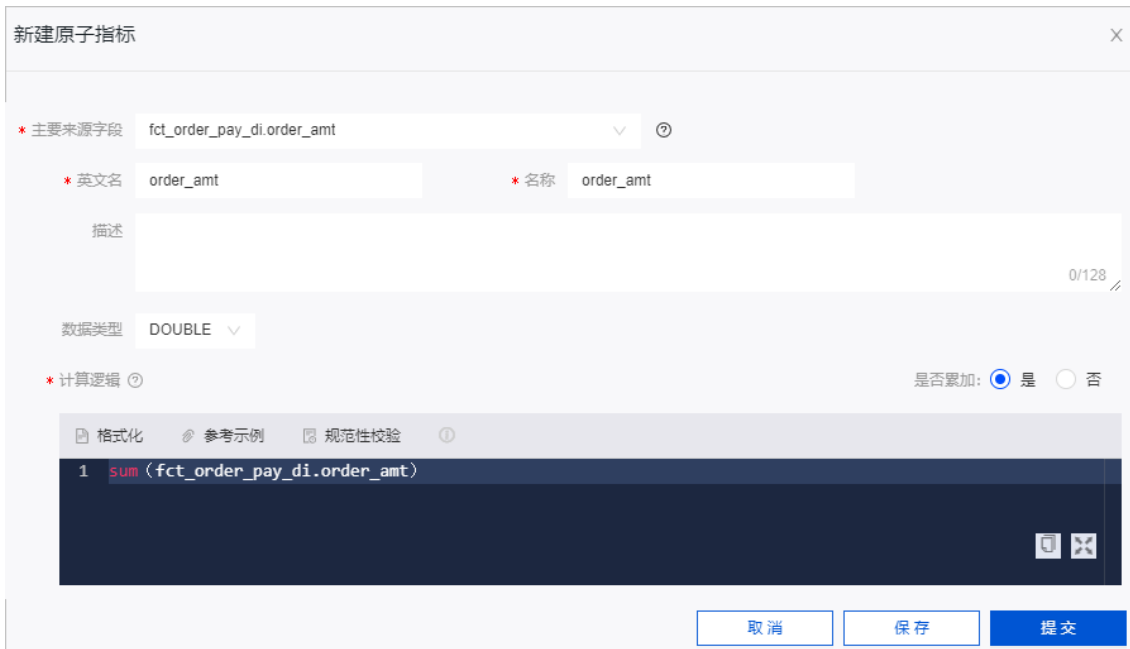 新建原子指标
* 主要来源字段 fct_order_pay_di.order_amt
* 英文名 order_amt * 名称 order_amt
描述
0/128
数据类型 DOUBLE
* 计算逻辑 是否累加: 是 否
格式化 参考示例 规范性校验
1 sum（fct_order_pay_di.order_amt）
取消 保存 提交